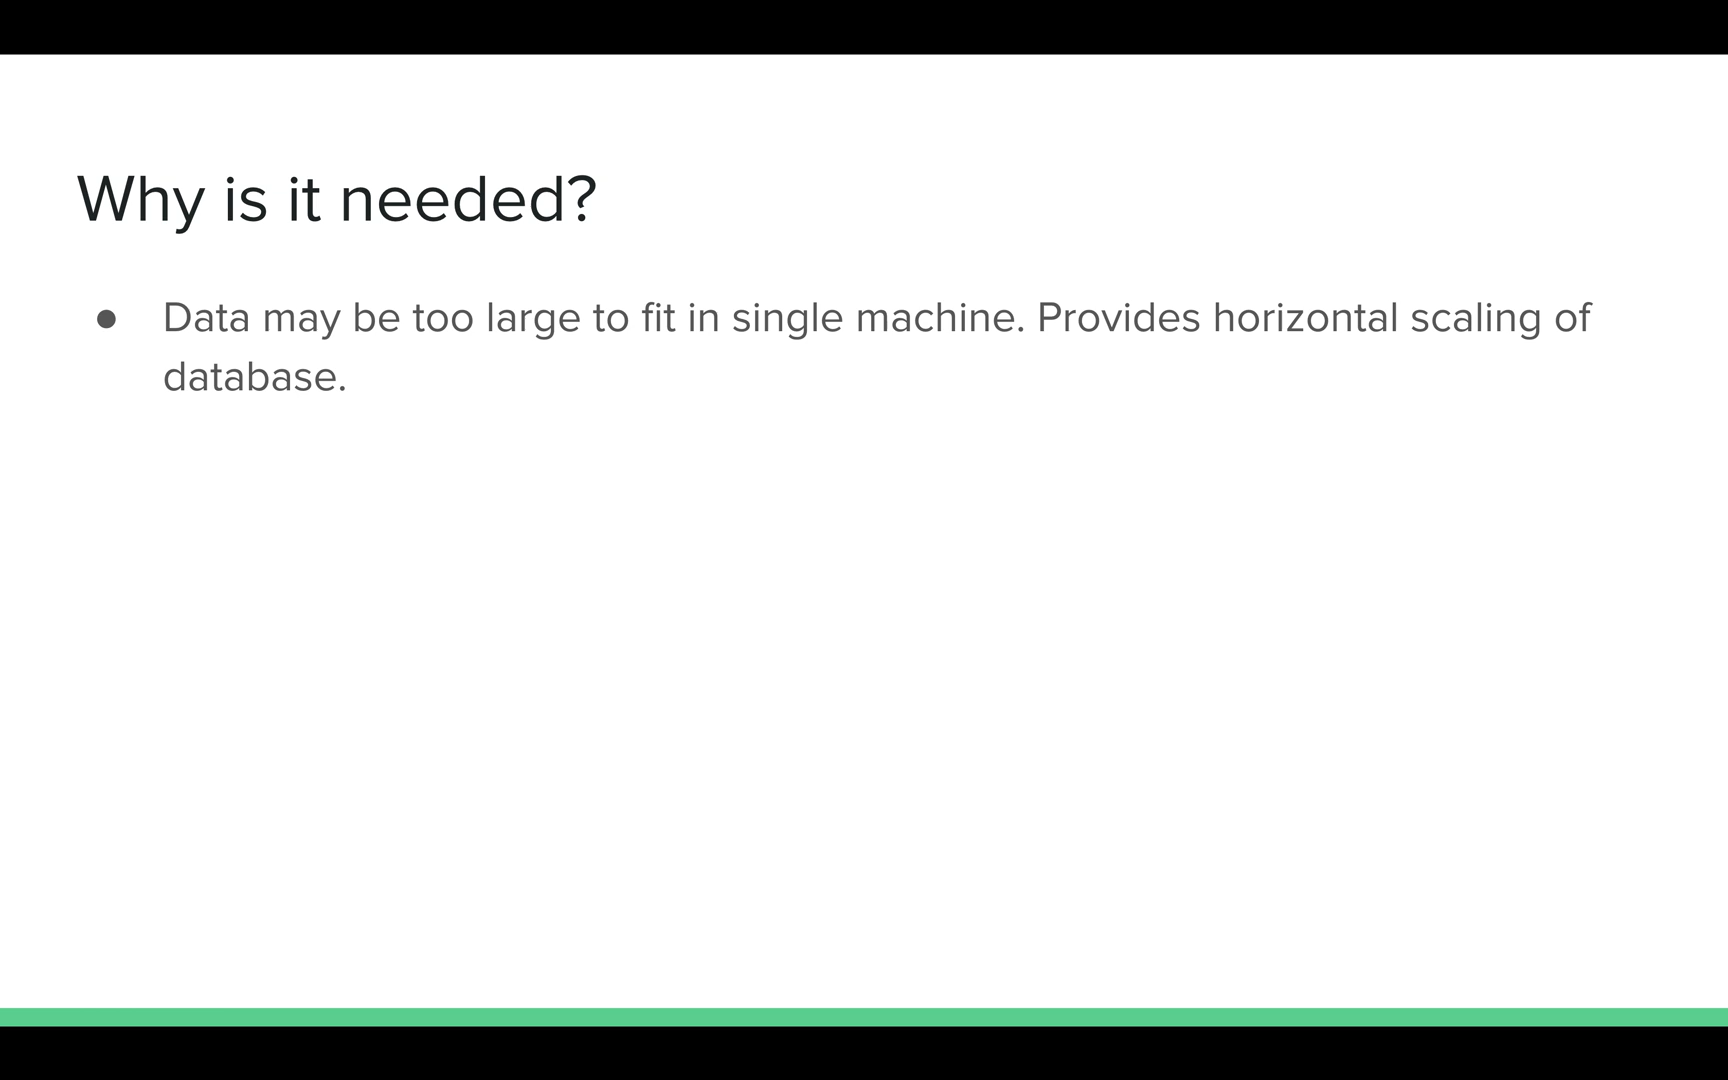 Why is it needed?
● Data may be too large to fit in single machine. Provides horizontal scaling of
database.